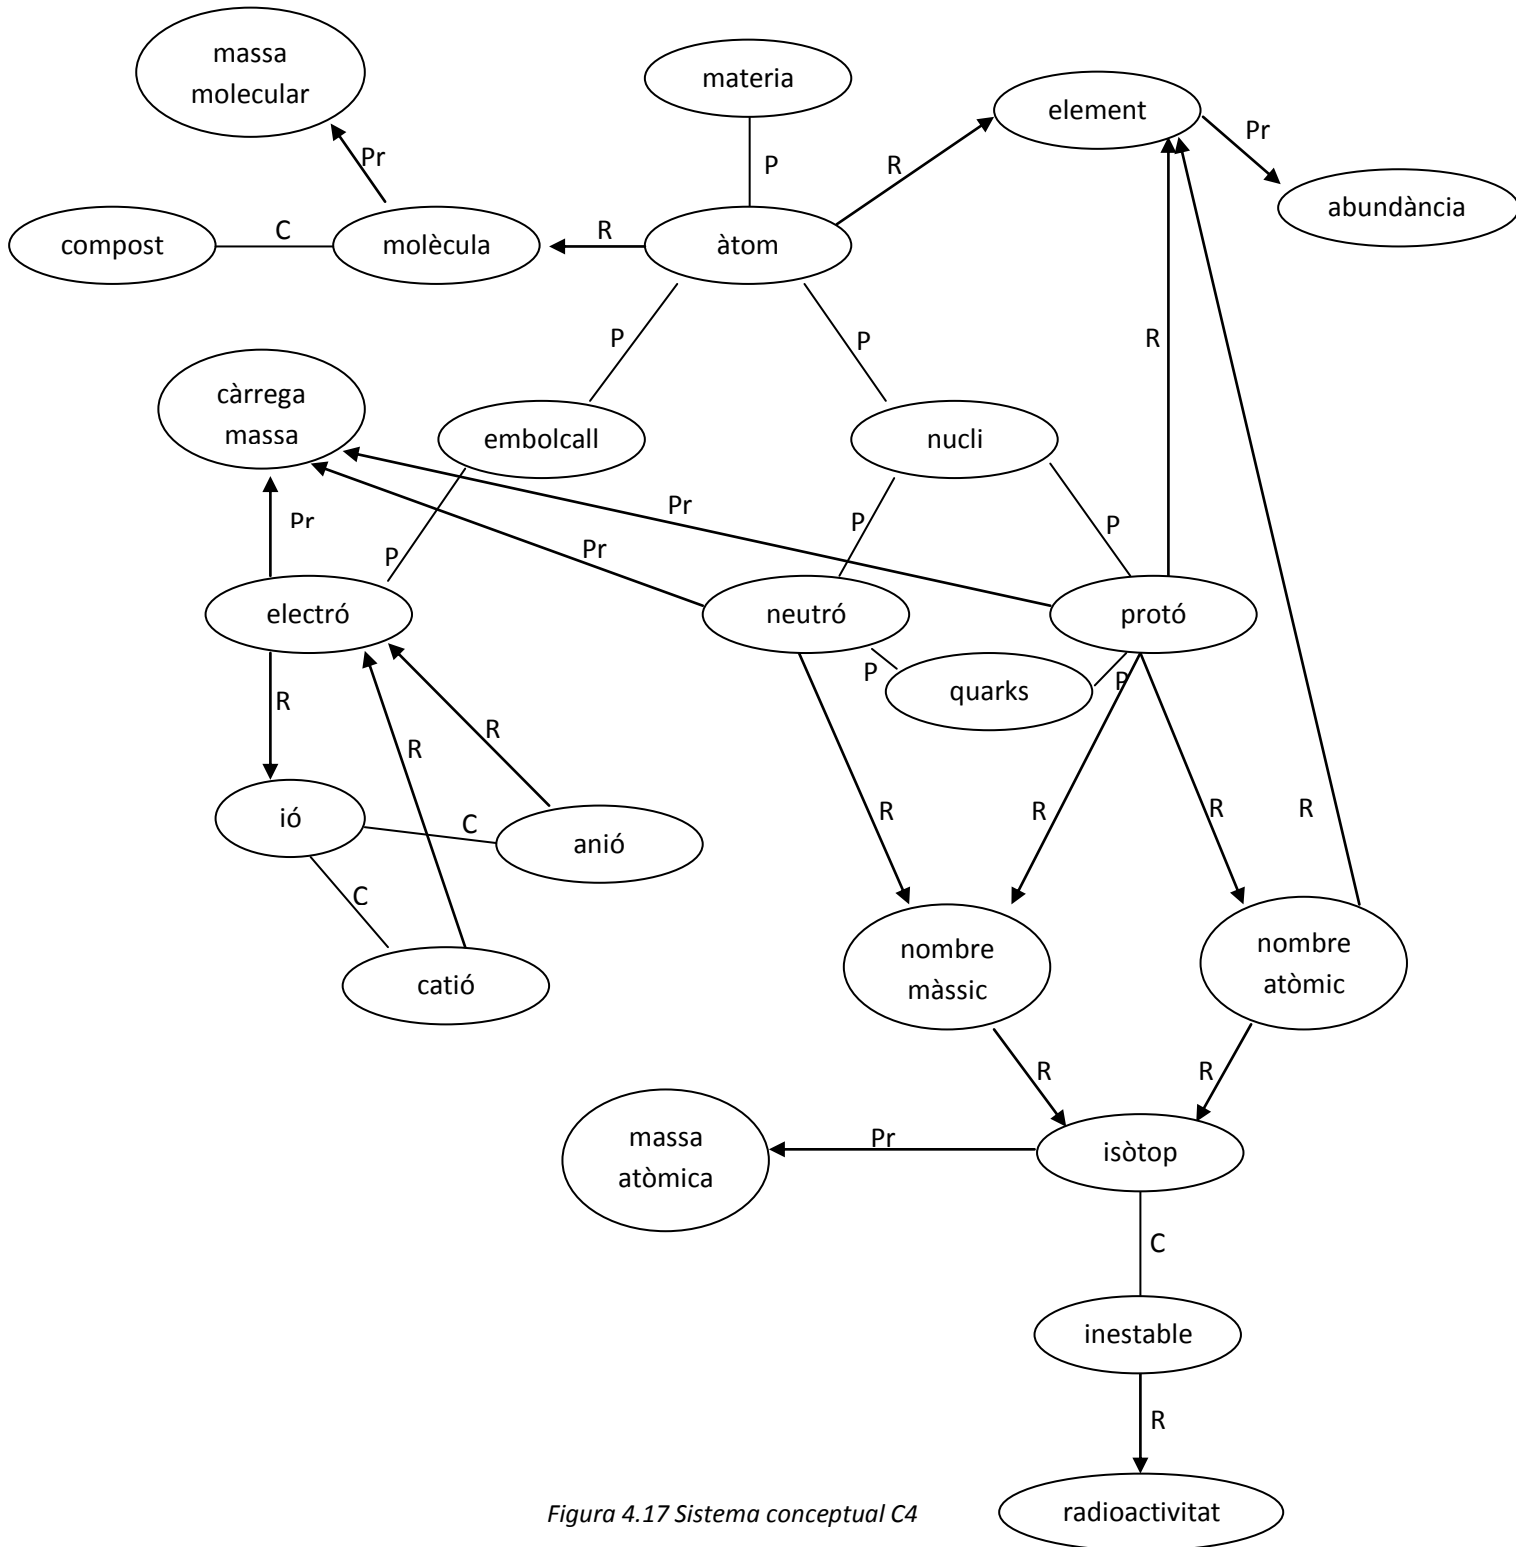 massa
molecular
materia
element
Pr
Pr
R
P
abundància
compost
C
molècula
R
àtom
P
P
R
càrrega
massa
embolcall
nucli
Pr
Pr
P
P
Pr
P
electró
neutró
protó
P
quarks
P
R
R
R
ió
C
anió
R
R
R
R
C
catió
nombre
màssic
nombre
atòmic
R
R
massa
atòmica
Pr
isòtop
C
inestable
R
radioactivitat
Figura 4.17 Sistema conceptual C4